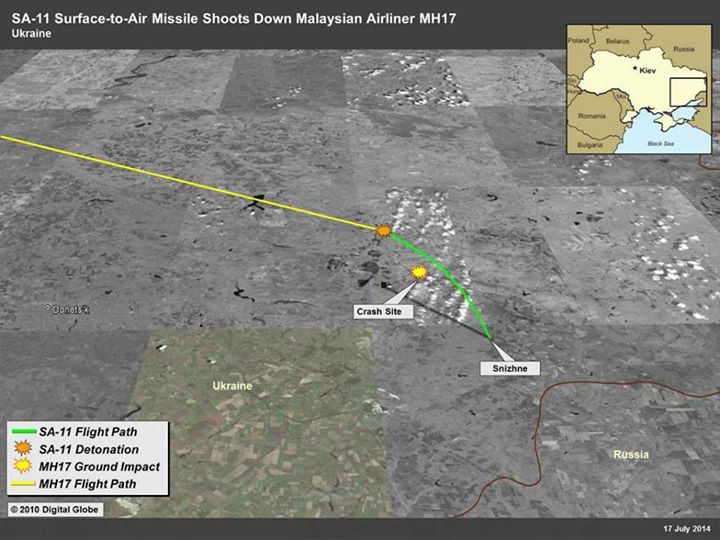 SA-11 Surface-to-Air Missile Shoots Down Malaysian Airliner MH17
Ukraine
Poland
Belarus
Russia
Kiev
Romania
Bulgaria
Black Sea
Donets'k
Crash Site
Snizhne
Ukraine
Russia
SA-11 Flight Path
SA-11 Detonation
MH17 Ground Impact
MH17 Flight Path
© 2010 Digital Globe
17 July 2014